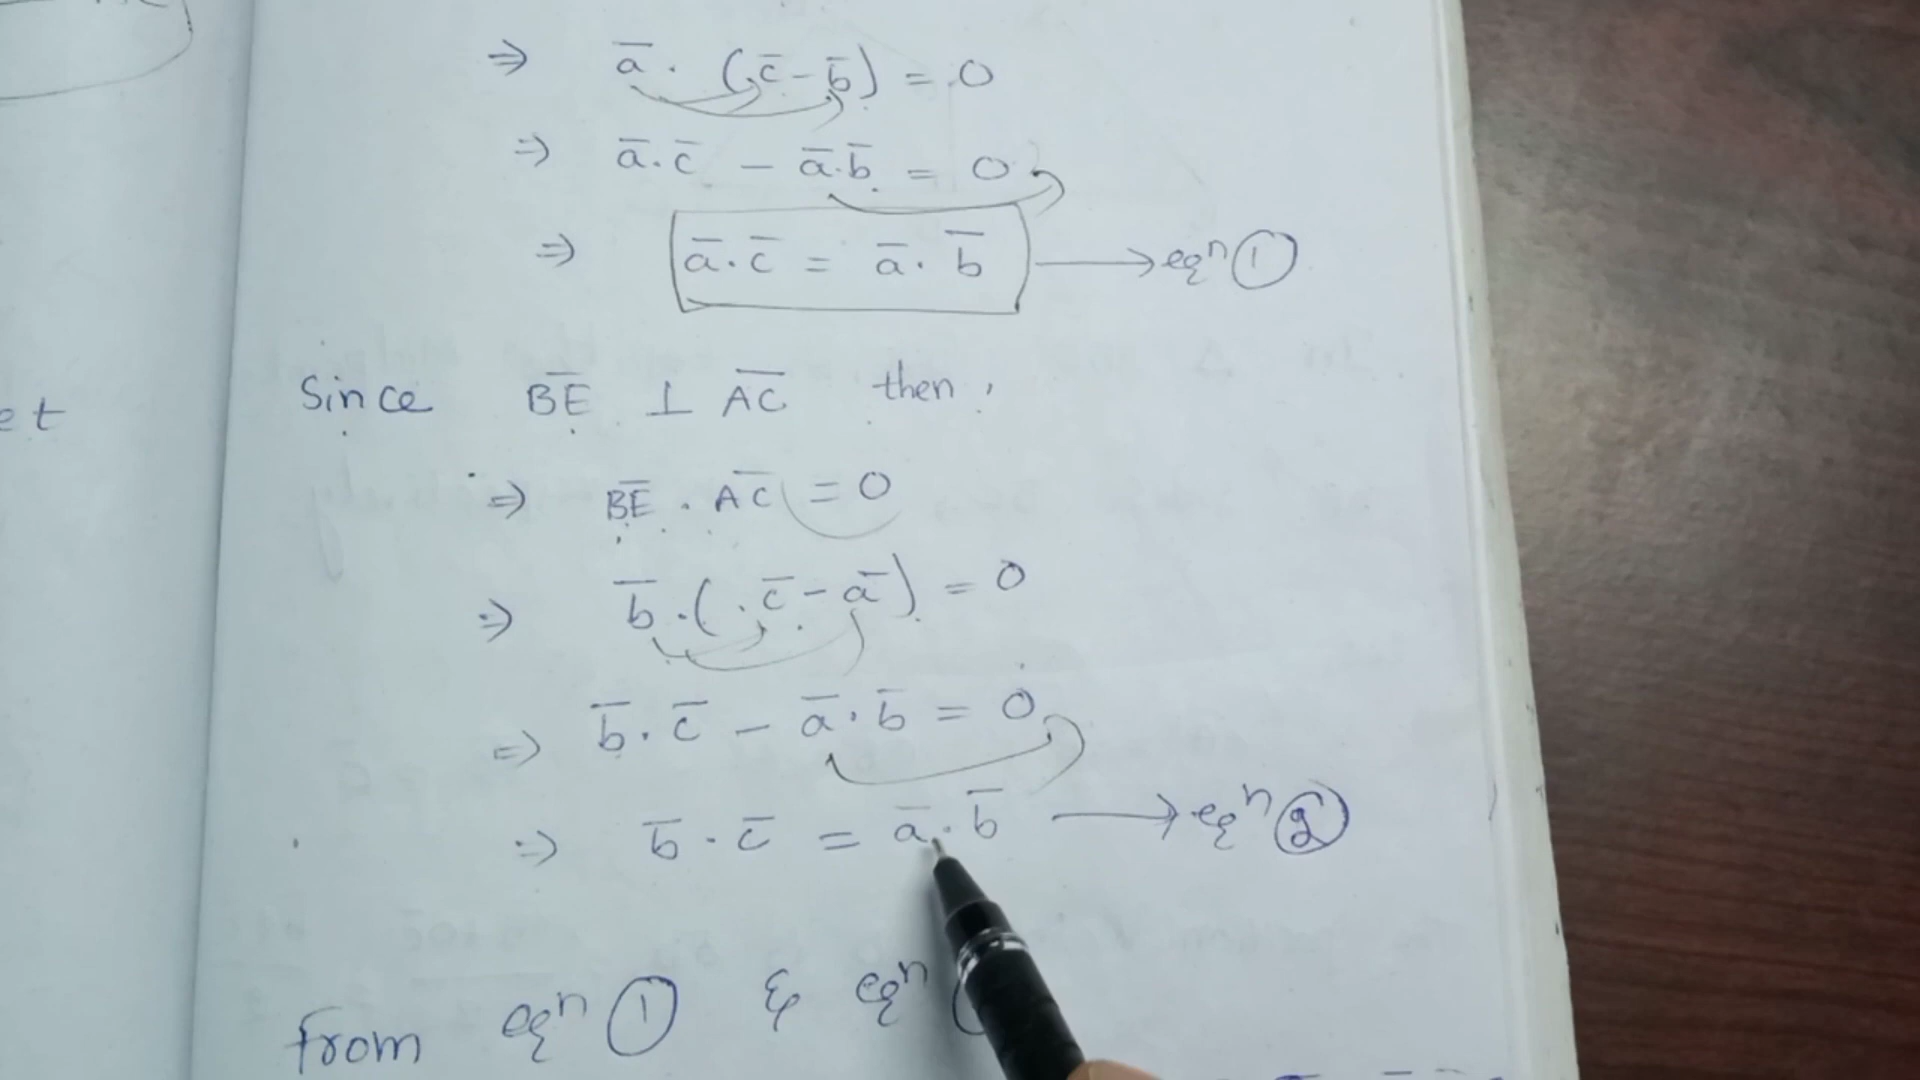 ⇒ a̅ . (c̅ - b̅) = 0
⇒ a̅.c̅ - a̅.b̅ = 0
⇒ a̅.c̅ = a̅.b̅ → eqⁿ ①
Since B̅E̅ ⊥ A̅C̅ then,
et
⇒ B̅E̅ . A̅C̅ = 0
⇒ b̅.(c̅ - a̅) = 0
⇒ b̅.c̅ - a̅.b̅ = 0
⇒ b̅.c̅ = a̅.b̅ → eqⁿ ②
from eqⁿ ① & eqⁿ